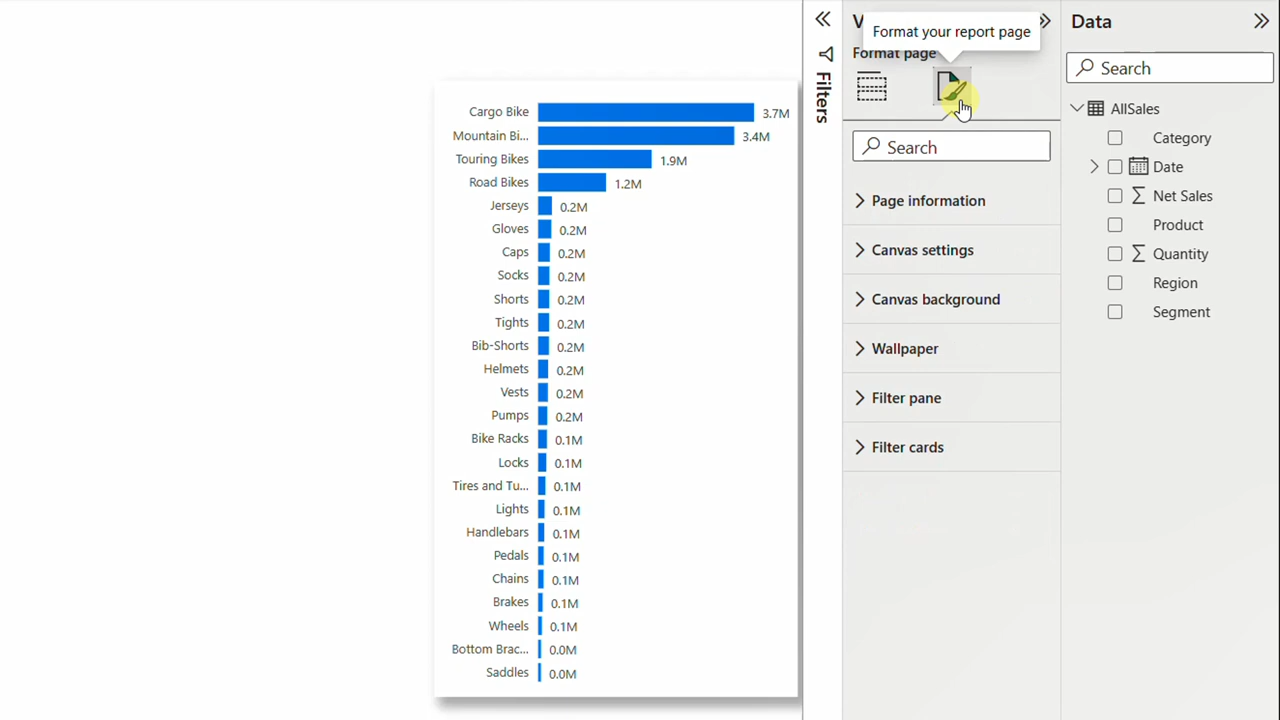 Cargo Bike 3.7M
Mountain Bi... 3.4M
Touring Bikes 1.9M
Road Bikes 1.2M
Jerseys 0.2M
Gloves 0.2M
Caps 0.2M
Socks 0.2M
Shorts 0.2M
Tights 0.2M
Bib-Shorts 0.2M
Helmets 0.2M
Vests 0.2M
Pumps 0.2M
Bike Racks 0.1M
Locks 0.1M
Tires and Tu... 0.1M
Lights 0.1M
Handlebars 0.1M
Pedals 0.1M
Chains 0.1M
Brakes 0.1M
Wheels 0.1M
Bottom Brac... 0.0M
Saddles 0.0M
Filters
Format your report page
Format page
Search
Page information
Canvas settings
Canvas background
Wallpaper
Filter pane
Filter cards
Data
Search
AllSales
Category
Date
Net Sales
Product
Quantity
Region
Segment